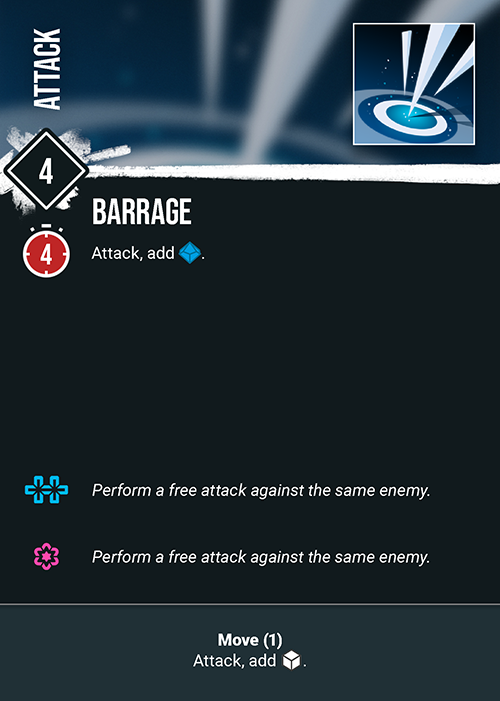 ATTACK
4
BARRAGE
4
Attack, add .
Perform a free attack against the same enemy.
Perform a free attack against the same enemy.
Move (1)
Attack, add .